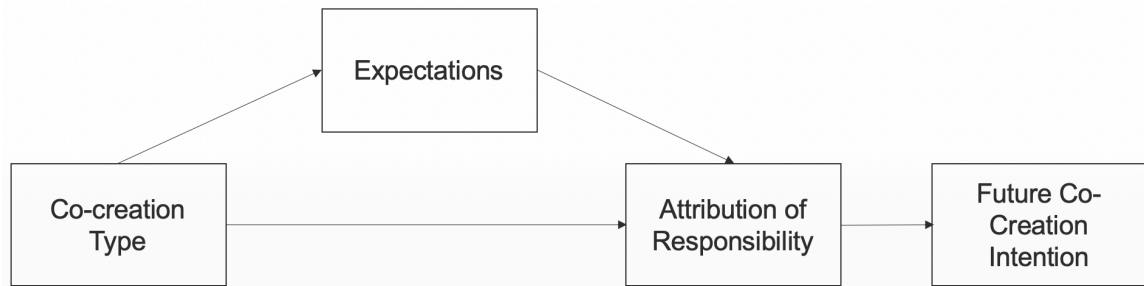 Expectations
Co-creation
Type
Attribution of
Responsibility
Future Co-
Creation
Intention